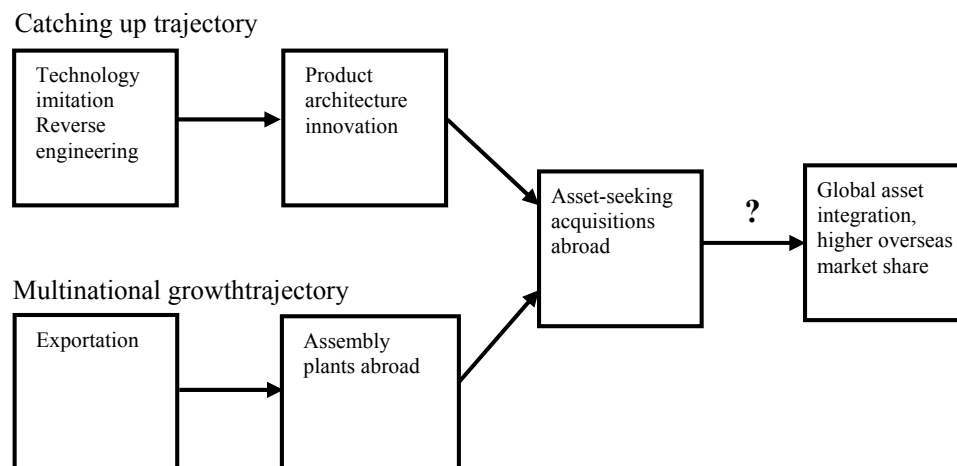 Catching up trajectory
Technology
imitation
Reverse
engineering
Product
architecture
innovation
Asset-seeking
acquisitions
abroad
?
Global asset
integration,
higher overseas
market share
Multinational growthtrajectory
Exportation
Assembly
plants abroad